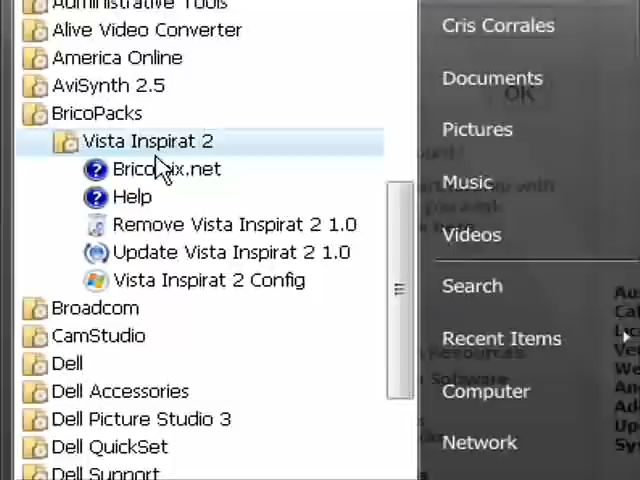 Administrative Tools
Alive Video Converter
America Online
AviSynth 2.5
BricoPacks
Vista Inspirat 2
Help
Remove Vista Inspirat 2 1.0
Update Vista Inspirat 2 1.0
Vista Inspirat 2 Config
Broadcom
CamStudio
Dell
Dell Accessories
Dell Picture Studio 3
Dell QuickSet
Dell Support
Cris Corrales
Documents
OK
Pictures
Music
Videos
Search
Recent Items
Computer
Network